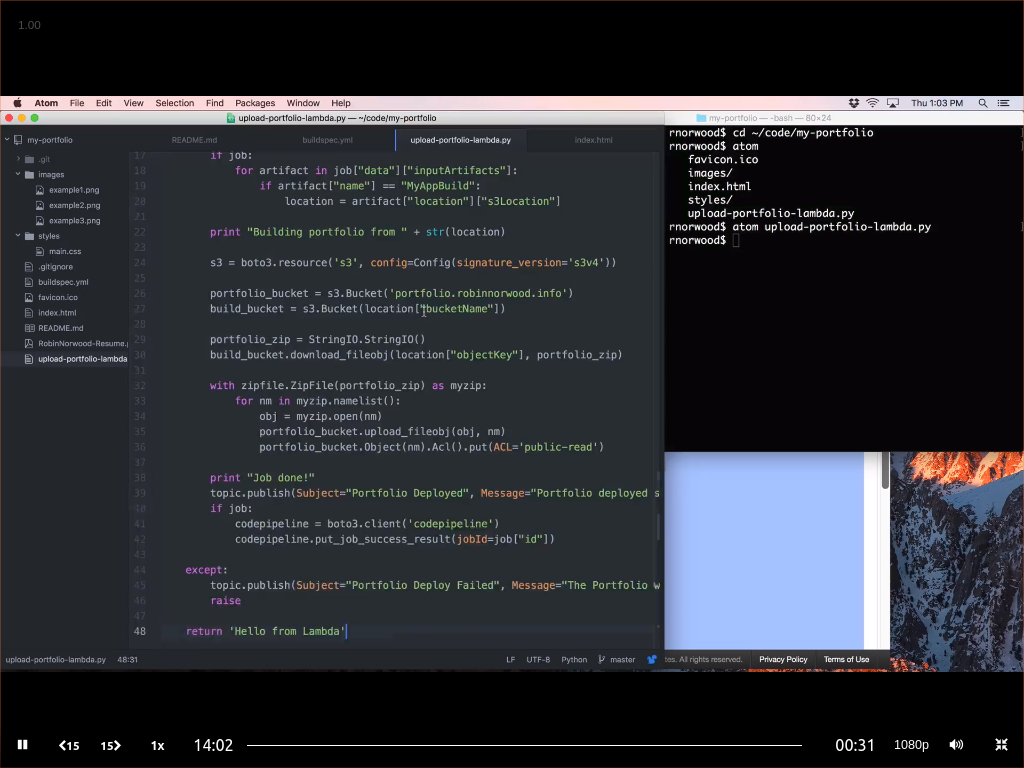 1.00
Atom File Edit View Selection Find Packages Window Help Thu 1:03 PM
upload-portfolio-lambda.py — ~/code/my-portfolio
my-portfolio — -bash — 80×24
my-portfolio
README.md buildspec.yml upload-portfolio-lambda.py index.html
.git
images
example1.png
example2.png
example3.png
styles
main.css
.gitignore
buildspec.yml
favicon.ico
index.html
README.md
RobinNorwood-Resume.p
upload-portfolio-lambda
17 if job:
18 for artifact in job["data"]["inputArtifacts"]:
19 if artifact["name"] == "MyAppBuild":
20 location = artifact["location"]["s3Location"]
21
22 print "Building portfolio from " + str(location)
23
24 s3 = boto3.resource('s3', config=Config(signature_version='s3v4'))
25
26 portfolio_bucket = s3.Bucket('portfolio.robinnorwood.info')
27 build_bucket = s3.Bucket(location["bucketName"])
28
29 portfolio_zip = StringIO.StringIO()
30 build_bucket.download_fileobj(location["objectKey"], portfolio_zip)
31
32 with zipfile.ZipFile(portfolio_zip) as myzip:
33 for nm in myzip.namelist():
34 obj = myzip.open(nm)
35 portfolio_bucket.upload_fileobj(obj, nm)
36 portfolio_bucket.Object(nm).Acl().put(ACL='public-read')
37
38 print "Job done!"
39 topic.publish(Subject="Portfolio Deployed", Message="Portfolio deployed s
40 if job:
41 codepipeline = boto3.client('codepipeline')
42 codepipeline.put_job_success_result(jobId=job["id"])
43
44 except:
45 topic.publish(Subject="Portfolio Deploy Failed", Message="The Portfolio w
46 raise
47
48 return 'Hello from Lambda'
upload-portfolio-lambda.py 48:31 LF UTF-8 Python master
rnorwood$ cd ~/code/my-portfolio
rnorwood$ atom
favicon.ico
images/
index.html
styles/
upload-portfolio-lambda.py
rnorwood$ atom upload-portfolio-lambda.py
rnorwood$
tes. All rights reserved. Privacy Policy Terms of Use
15 15 1x 14:02 00:31 1080p